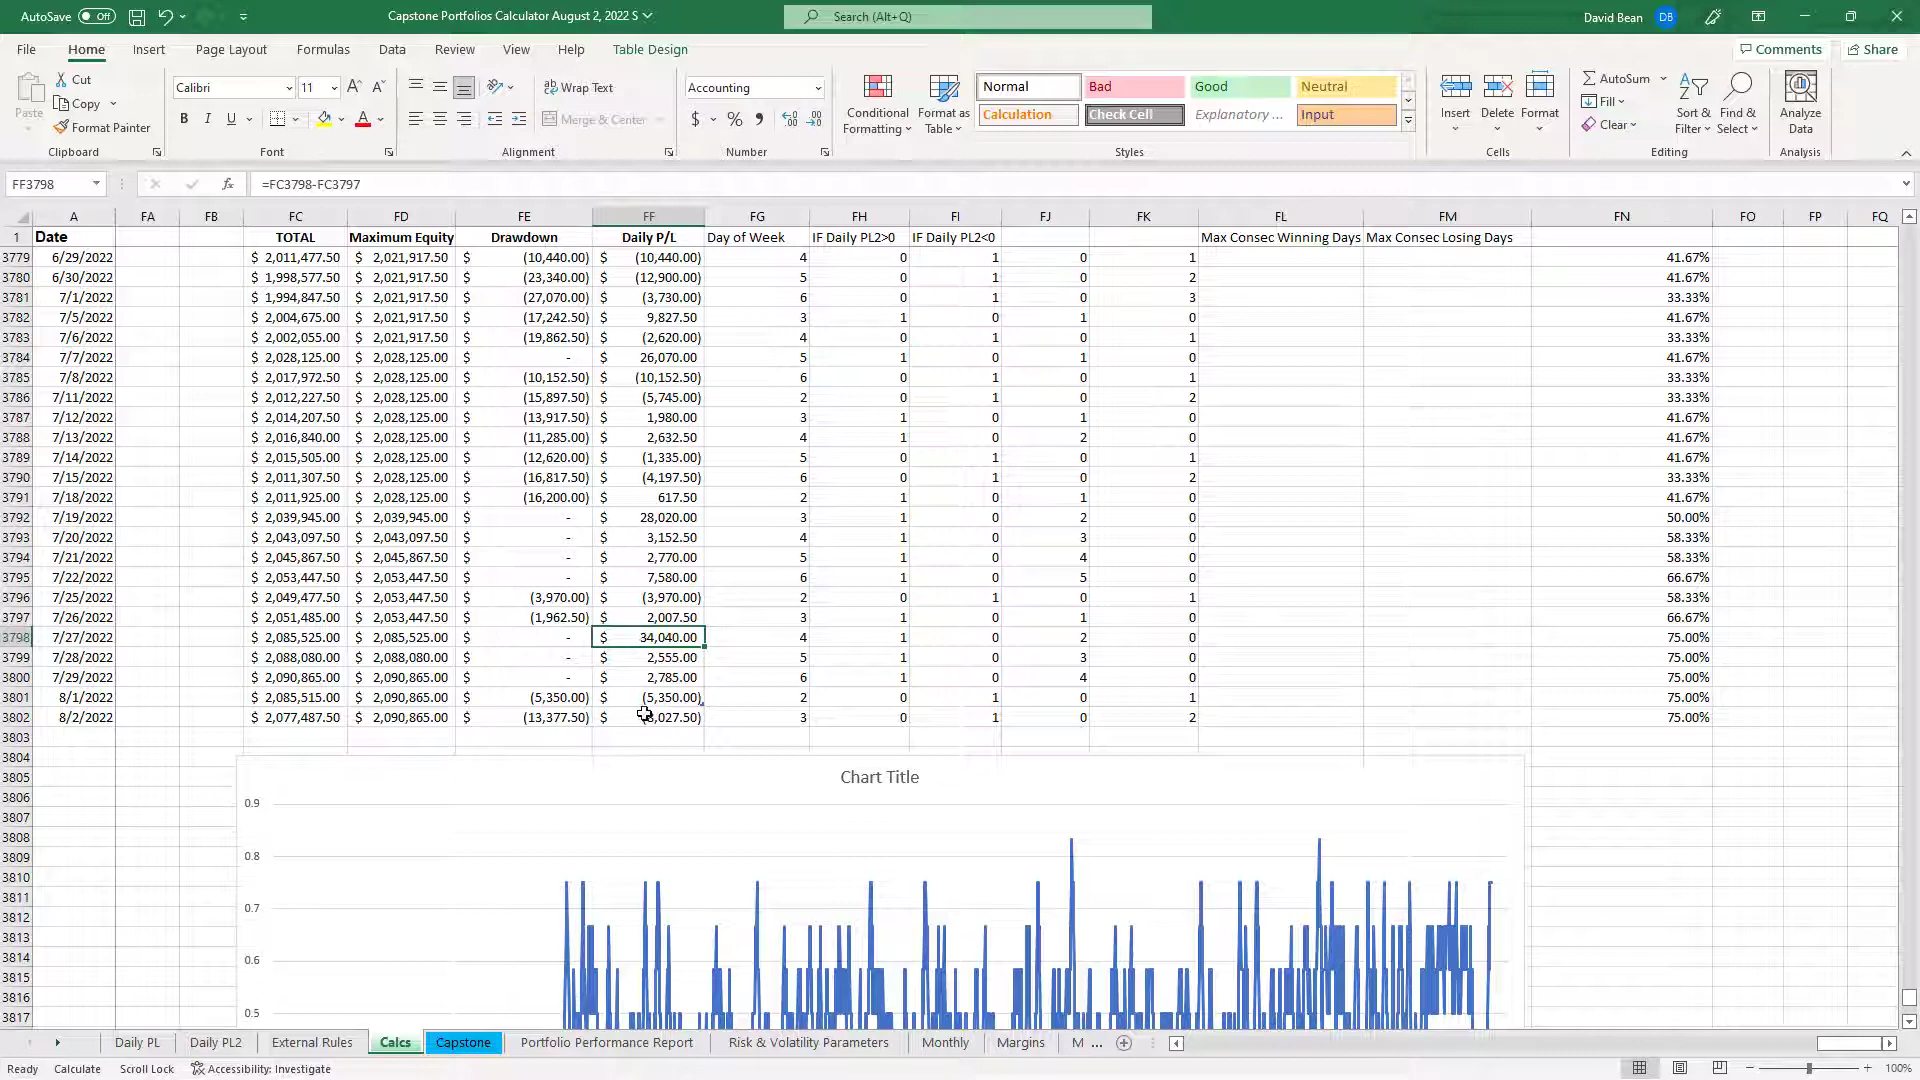 AutoSave Off Capstone Portfolios Calculator August 2, 2022 S Search (Alt+Q) David Bean DB
File Home Insert Page Layout Formulas Data Review View Help Table Design Comments Share
Paste Cut Copy Format Painter Clipboard
Calibri 11 A A B I U A Font
Wrap Text Merge & Center Alignment
Accounting $ % Number
Conditional Formatting Format as Table
Normal Bad Good Neutral
Calculation Check Cell Explanatory ... Input
Styles
Insert Delete Format Cells
AutoSum Fill Clear Sort & Filter Find & Select Editing
Analyze Data Analysis
FF3798 fx =FC3798-FC3797
A FA FB FC FD FE FF FG FH FI FJ FK FL FM FN FO FP FQ
1 Date TOTAL Maximum Equity Drawdown Daily P/L Day of Week IF Daily PL2>0 IF Daily PL2<0 Max Consec Winning Days Max Consec Losing Days
3779 6/29/2022 $ 2,011,477.50 $ 2,021,917.50 $ (10,440.00) $ (10,440.00) 4 0 1 0 1 41.67%
3780 6/30/2022 $ 1,998,577.50 $ 2,021,917.50 $ (23,340.00) $ (12,900.00) 5 0 1 0 2 41.67%
3781 7/1/2022 $ 1,994,847.50 $ 2,021,917.50 $ (27,070.00) $ (3,730.00) 6 0 1 0 3 33.33%
3782 7/5/2022 $ 2,004,675.00 $ 2,021,917.50 $ (17,242.50) $ 9,827.50 3 1 0 1 0 41.67%
3783 7/6/2022 $ 2,002,055.00 $ 2,021,917.50 $ (19,862.50) $ (2,620.00) 4 0 1 0 1 33.33%
3784 7/7/2022 $ 2,028,125.00 $ 2,028,125.00 $ - $ 26,070.00 5 1 0 1 0 41.67%
3785 7/8/2022 $ 2,017,972.50 $ 2,028,125.00 $ (10,152.50) $ (10,152.50) 6 0 1 0 1 33.33%
3786 7/11/2022 $ 2,012,227.50 $ 2,028,125.00 $ (15,897.50) $ (5,745.00) 2 0 1 0 2 33.33%
3787 7/12/2022 $ 2,014,207.50 $ 2,028,125.00 $ (13,917.50) $ 1,980.00 3 1 0 1 0 41.67%
3788 7/13/2022 $ 2,016,840.00 $ 2,028,125.00 $ (11,285.00) $ 2,632.50 4 1 0 2 0 41.67%
3789 7/14/2022 $ 2,015,505.00 $ 2,028,125.00 $ (12,620.00) $ (1,335.00) 5 0 1 0 1 41.67%
3790 7/15/2022 $ 2,011,307.50 $ 2,028,125.00 $ (16,817.50) $ (4,197.50) 6 0 1 0 2 33.33%
3791 7/18/2022 $ 2,011,925.00 $ 2,028,125.00 $ (16,200.00) $ 617.50 2 1 0 1 0 41.67%
3792 7/19/2022 $ 2,039,945.00 $ 2,039,945.00 $ - $ 28,020.00 3 1 0 2 0 50.00%
3793 7/20/2022 $ 2,043,097.50 $ 2,043,097.50 $ - $ 3,152.50 4 1 0 3 0 58.33%
3794 7/21/2022 $ 2,045,867.50 $ 2,045,867.50 $ - $ 2,770.00 5 1 0 4 0 58.33%
3795 7/22/2022 $ 2,053,447.50 $ 2,053,447.50 $ - $ 7,580.00 6 1 0 5 0 66.67%
3796 7/25/2022 $ 2,049,477.50 $ 2,053,447.50 $ (3,970.00) $ (3,970.00) 2 0 1 0 1 58.33%
3797 7/26/2022 $ 2,051,485.00 $ 2,053,447.50 $ (1,962.50) $ 2,007.50 3 1 0 1 0 66.67%
3798 7/27/2022 $ 2,085,525.00 $ 2,085,525.00 $ - $ 34,040.00 4 1 0 2 0 75.00%
3799 7/28/2022 $ 2,088,080.00 $ 2,088,080.00 $ - $ 2,555.00 5 1 0 3 0 75.00%
3800 7/29/2022 $ 2,090,865.00 $ 2,090,865.00 $ - $ 2,785.00 6 1 0 4 0 75.00%
3801 8/1/2022 $ 2,085,515.00 $ 2,090,865.00 $ (5,350.00) $ (5,350.00) 2 0 1 0 1 75.00%
3802 8/2/2022 $ 2,077,487.50 $ 2,090,865.00 $ (13,377.50) $ ,027.50) 3 0 1 0 2 75.00%
3803
3804
3805 Chart Title
3806 0.9
3807
3808
3809 0.8
3810
3811
3812 0.7
3813
3814 0.6
3815
3816
3817 0.5
Daily PL Daily PL2 External Rules Calcs Capstone Portfolio Performance Report Risk & Volatility Parameters Monthly Margins M ...
Ready Calculate Scroll Lock Accessibility: Investigate 100%